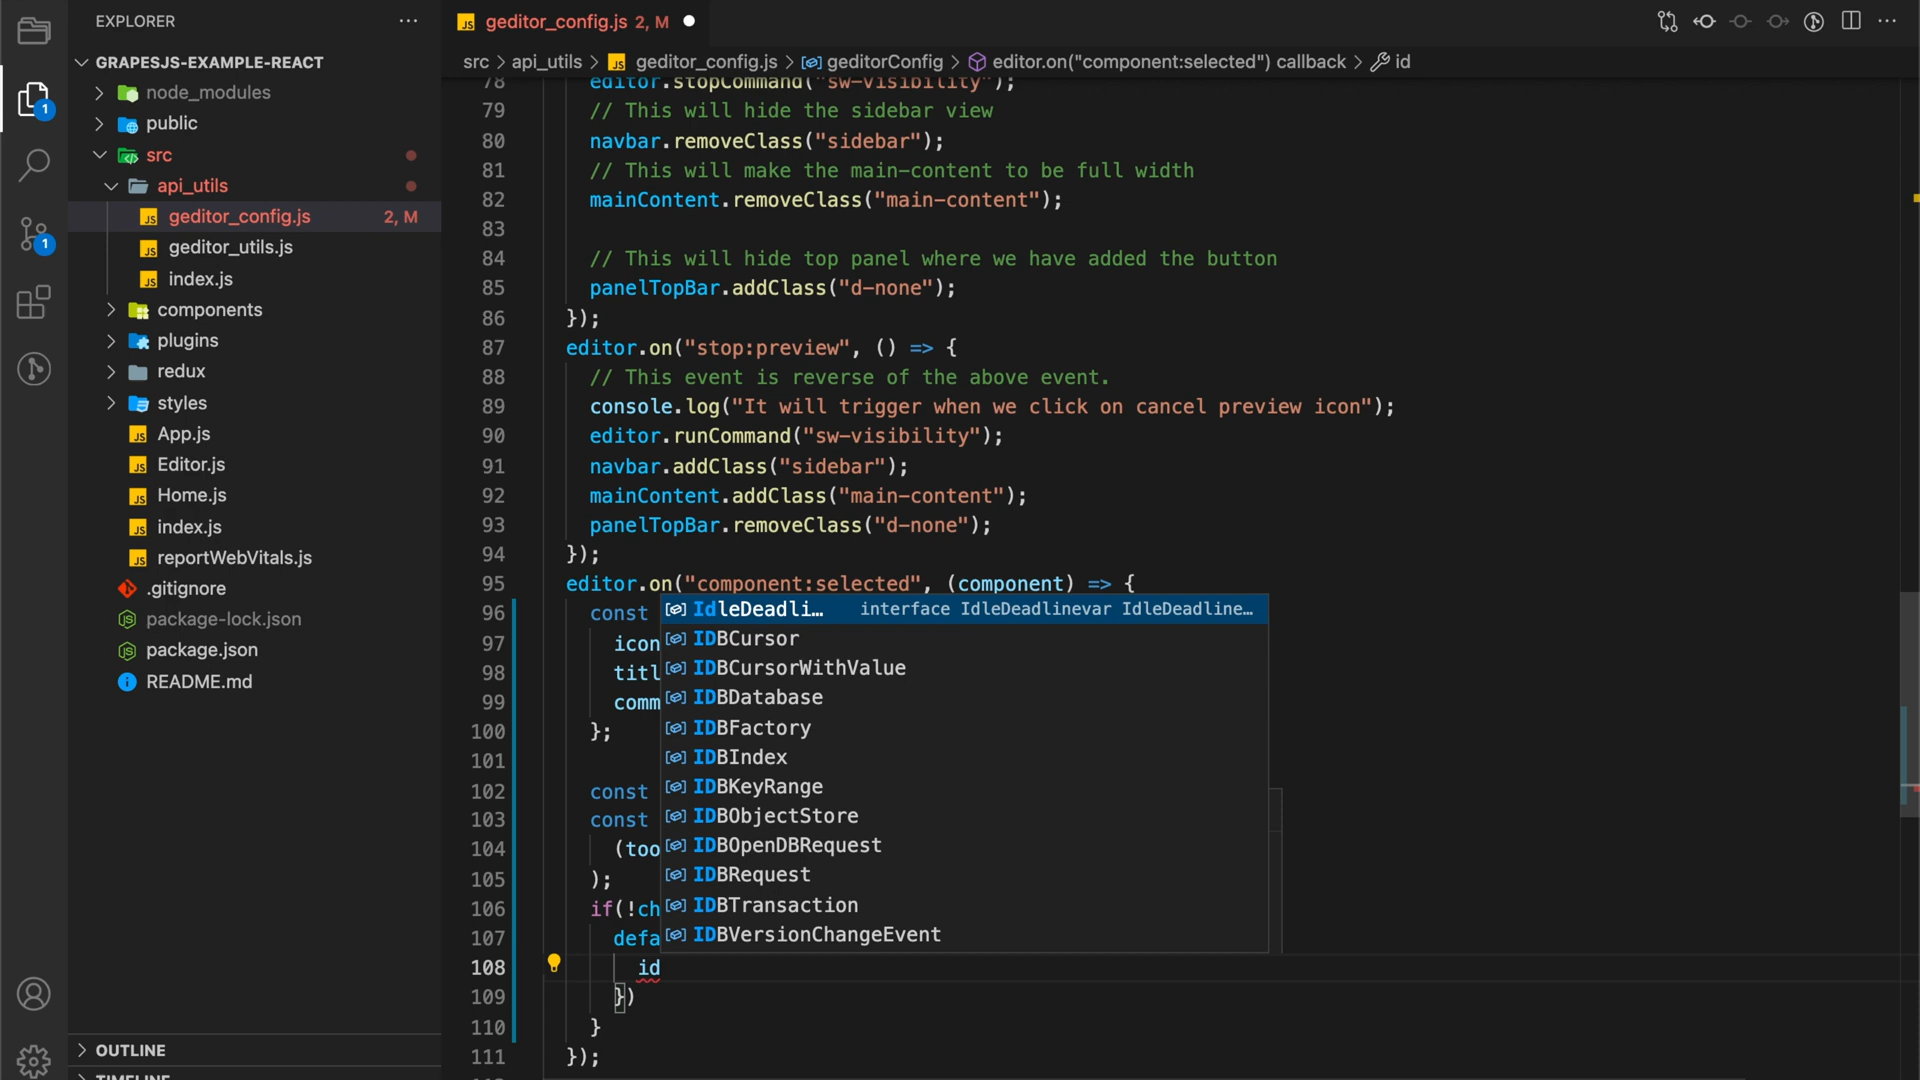 EXPLORER
GRAPESJS-EXAMPLE-REACT
node_modules
public
src
api_utils
geditor_config.js 2, M
geditor_utils.js
index.js
components
plugins
redux
styles
App.js
Editor.js
Home.js
index.js
reportWebVitals.js
.gitignore
package-lock.json
package.json
README.md
OUTLINE
TIMELINE
1
1
geditor_config.js 2, M
src > api_utils > geditor_config.js > geditorConfig > editor.on("component:selected") callback > id
78 editor.stopCommand("sw-visibility");
79 // This will hide the sidebar view
80 navbar.removeClass("sidebar");
81 // This will make the main-content to be full width
82 mainContent.removeClass("main-content");
83
84 // This will hide top panel where we have added the button
85 panelTopBar.addClass("d-none");
86 });
87 editor.on("stop:preview", () => {
88 // This event is reverse of the above event.
89 console.log("It will trigger when we click on cancel preview icon");
90 editor.runCommand("sw-visibility");
91 navbar.addClass("sidebar");
92 mainContent.addClass("main-content");
93 panelTopBar.removeClass("d-none");
94 });
95 editor.on("component:selected", (component) => {
96 const
97 icon
98 titl
99 comm
100 };
101
102 const
103 const
104 (too
105 );
106 if(!ch
107 defa
108 id
109 })
110 }
111 });
IdleDeadli… interface IdleDeadlinevar IdleDeadline…
IDBCursor
IDBCursorWithValue
IDBDatabase
IDBFactory
IDBIndex
IDBKeyRange
IDBObjectStore
IDBOpenDBRequest
IDBRequest
IDBTransaction
IDBVersionChangeEvent